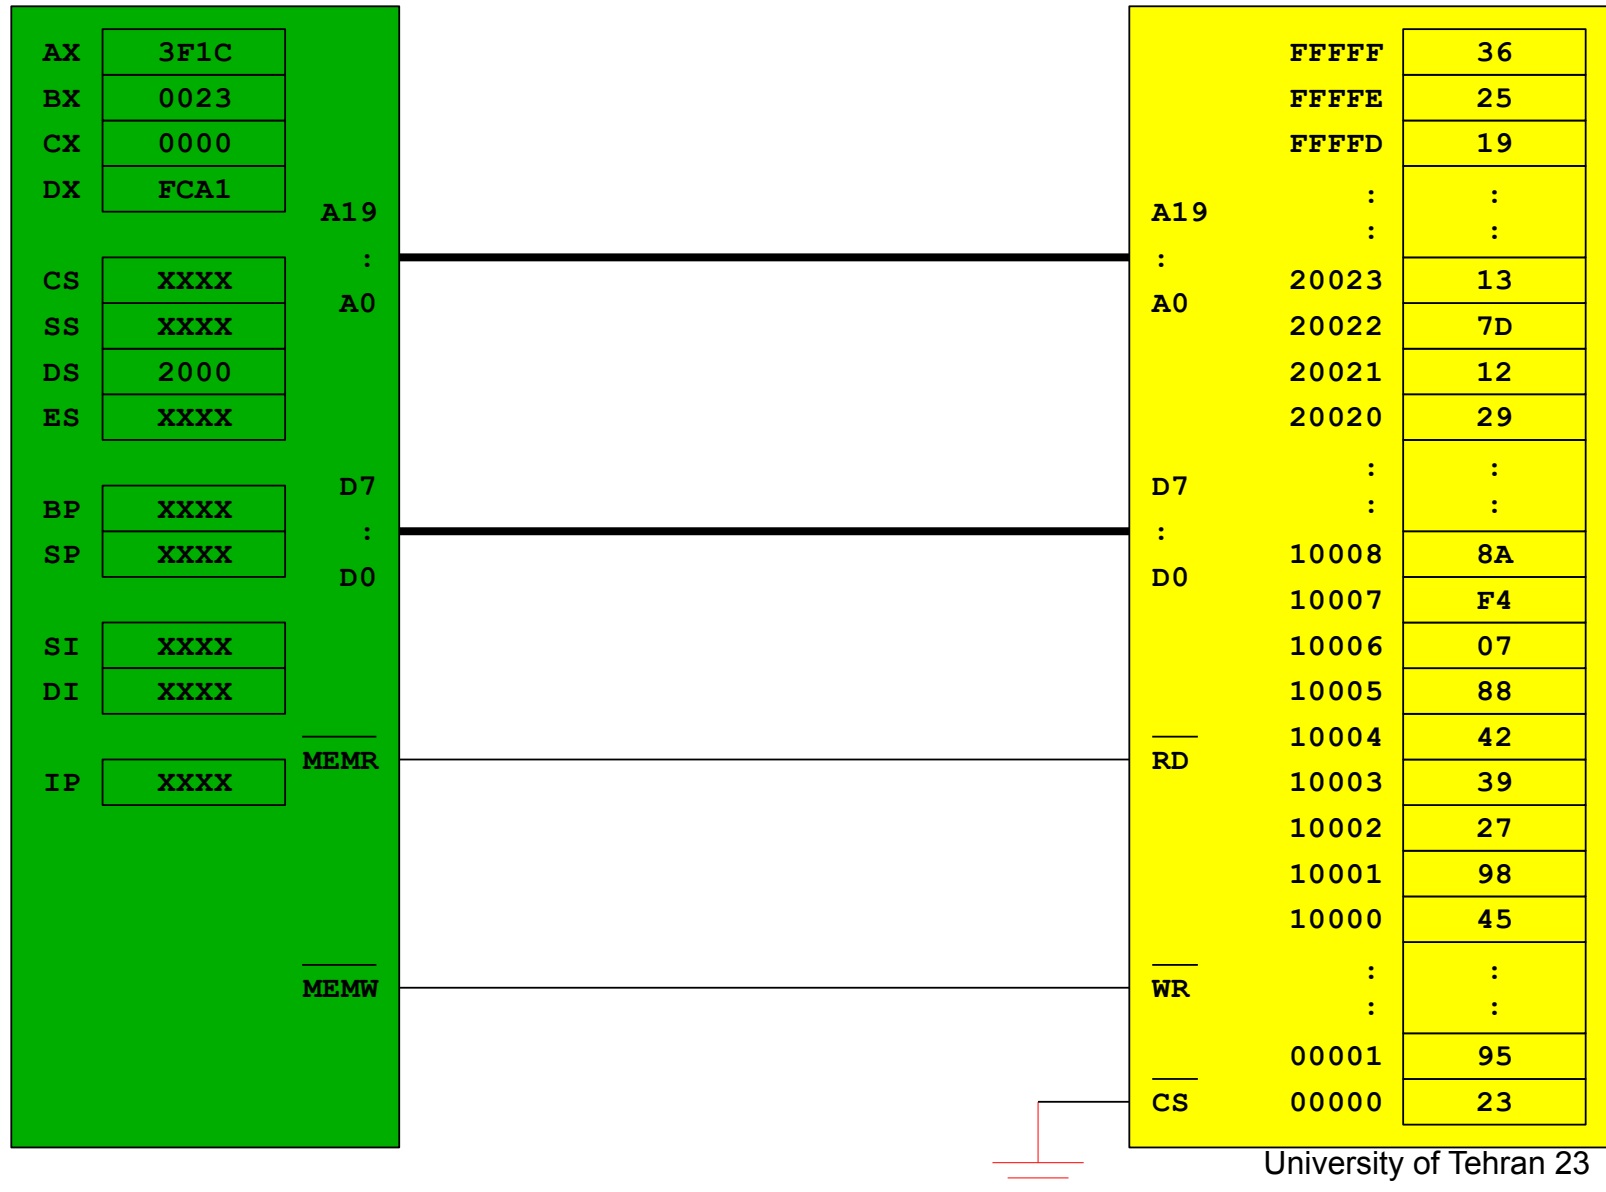 AX 3F1C
BX 0023
CX 0000
DX FCA1
CS XXXX
SS XXXX
DS 2000
ES XXXX
BP XXXX
SP XXXX
SI XXXX
DI XXXX
IP XXXX
A19
:
A0
D7
:
D0
MEMR
MEMW
A19
:
A0
D7
:
D0
RD
WR
CS
FFFFF 36
FFFFE 25
FFFFD 19
: :
: :
20023 13
20022 7D
20021 12
20020 29
: :
: :
10008 8A
10007 F4
10006 07
10005 88
10004 42
10003 39
10002 27
10001 98
10000 45
: :
: :
00001 95
00000 23
University of Tehran 23